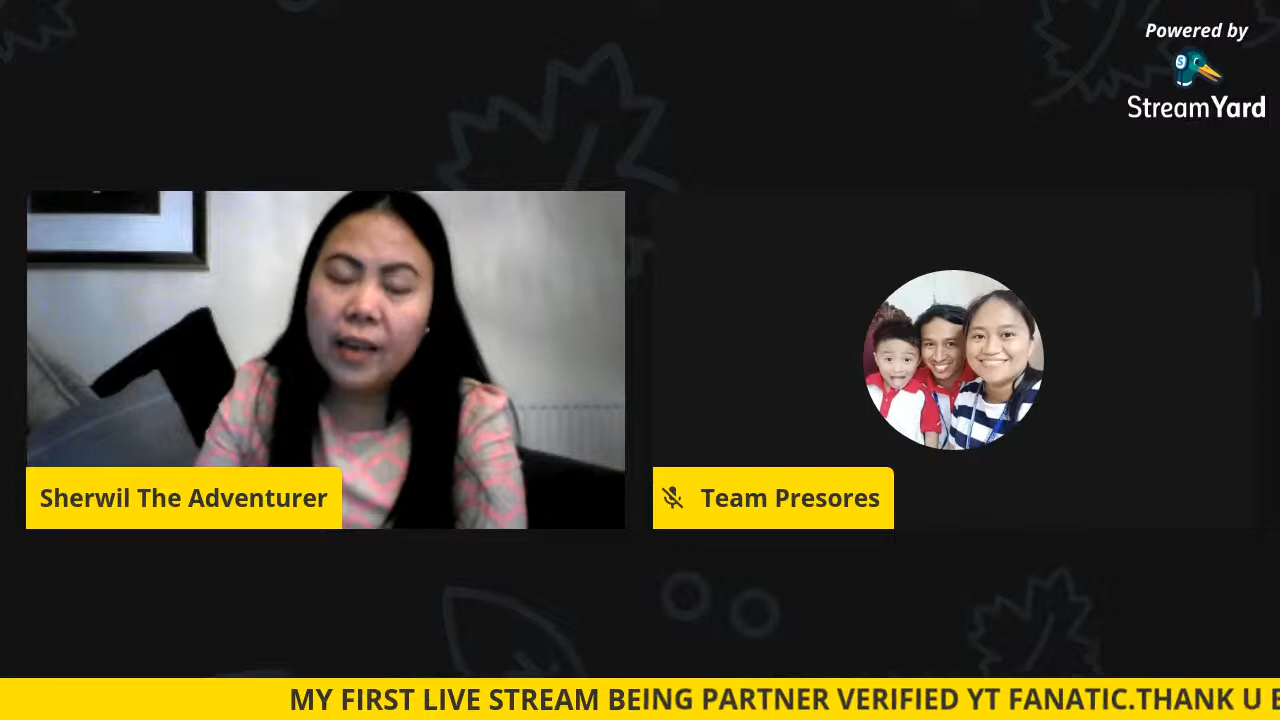 Powered by
StreamYard
Sherwil The Adventurer
Team Presores
MY FIRST LIVE STREAM BEING PARTNER VERIFIED YT FANATIC.THANK U